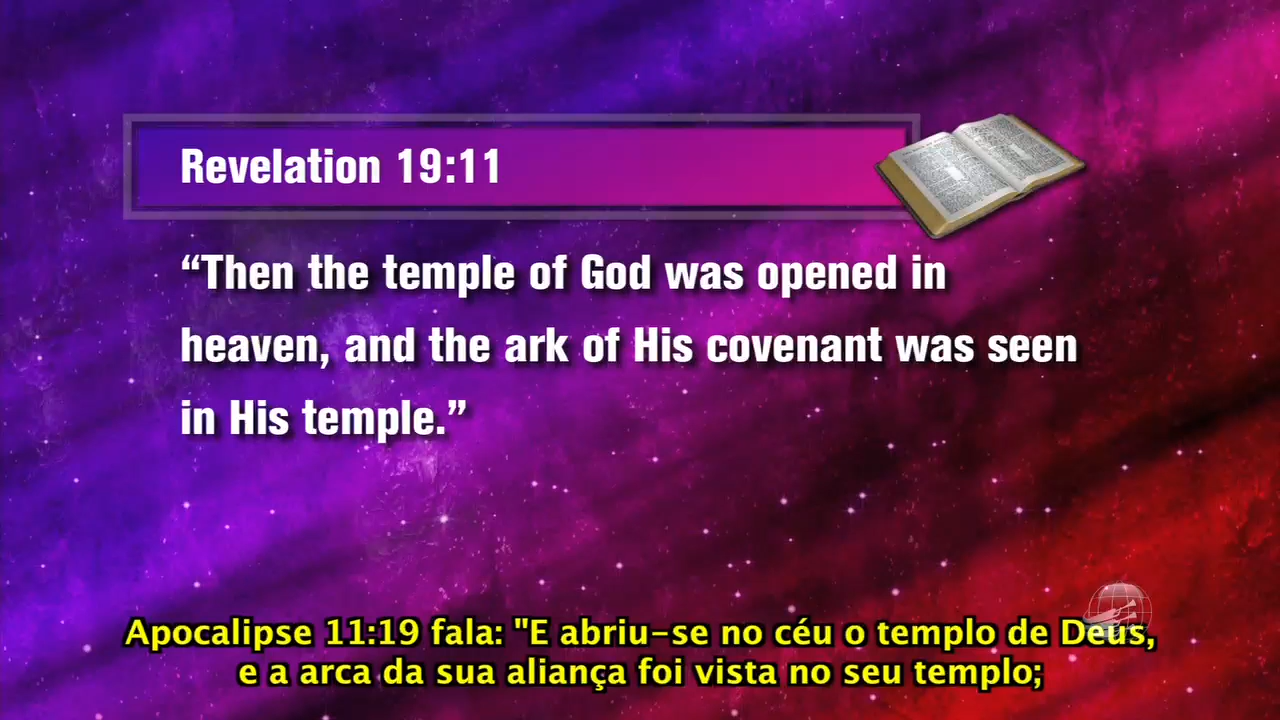 Revelation 19:11
“Then the temple of God was opened in
heaven, and the ark of His covenant was seen
in His temple.”
Apocalipse 11:19 fala: "E abriu-se no céu o templo de Deus,
e a arca da sua aliança foi vista no seu templo;